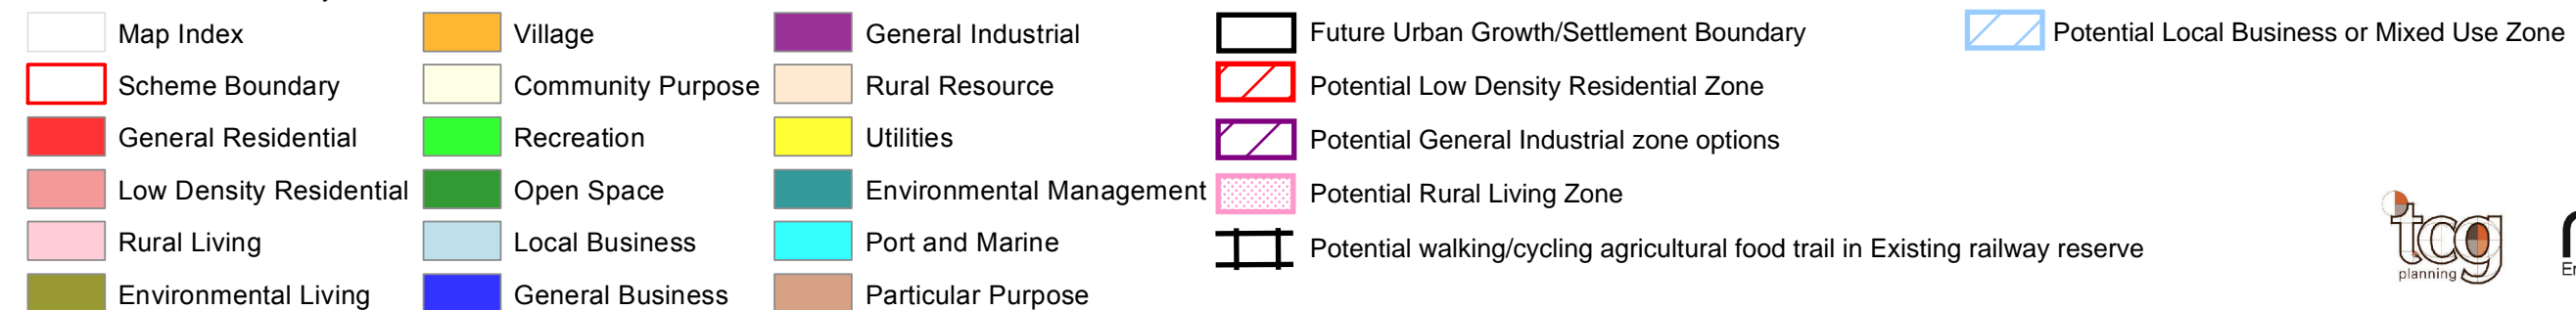 Map Index
Scheme Boundary
General Residential
Low Density Residential
Rural Living
Environmental Living
Village
Community Purpose
Recreation
Open Space
Local Business
General Business
General Industrial
Rural Resource
Utilities
Environmental Management
Port and Marine
Particular Purpose
Future Urban Growth/Settlement Boundary
Potential Low Density Residential Zone
Potential General Industrial zone options
Potential Rural Living Zone
Potential walking/cycling agricultural food trail in Existing railway reserve
Potential Local Business or Mixed Use Zone
tcg
planning